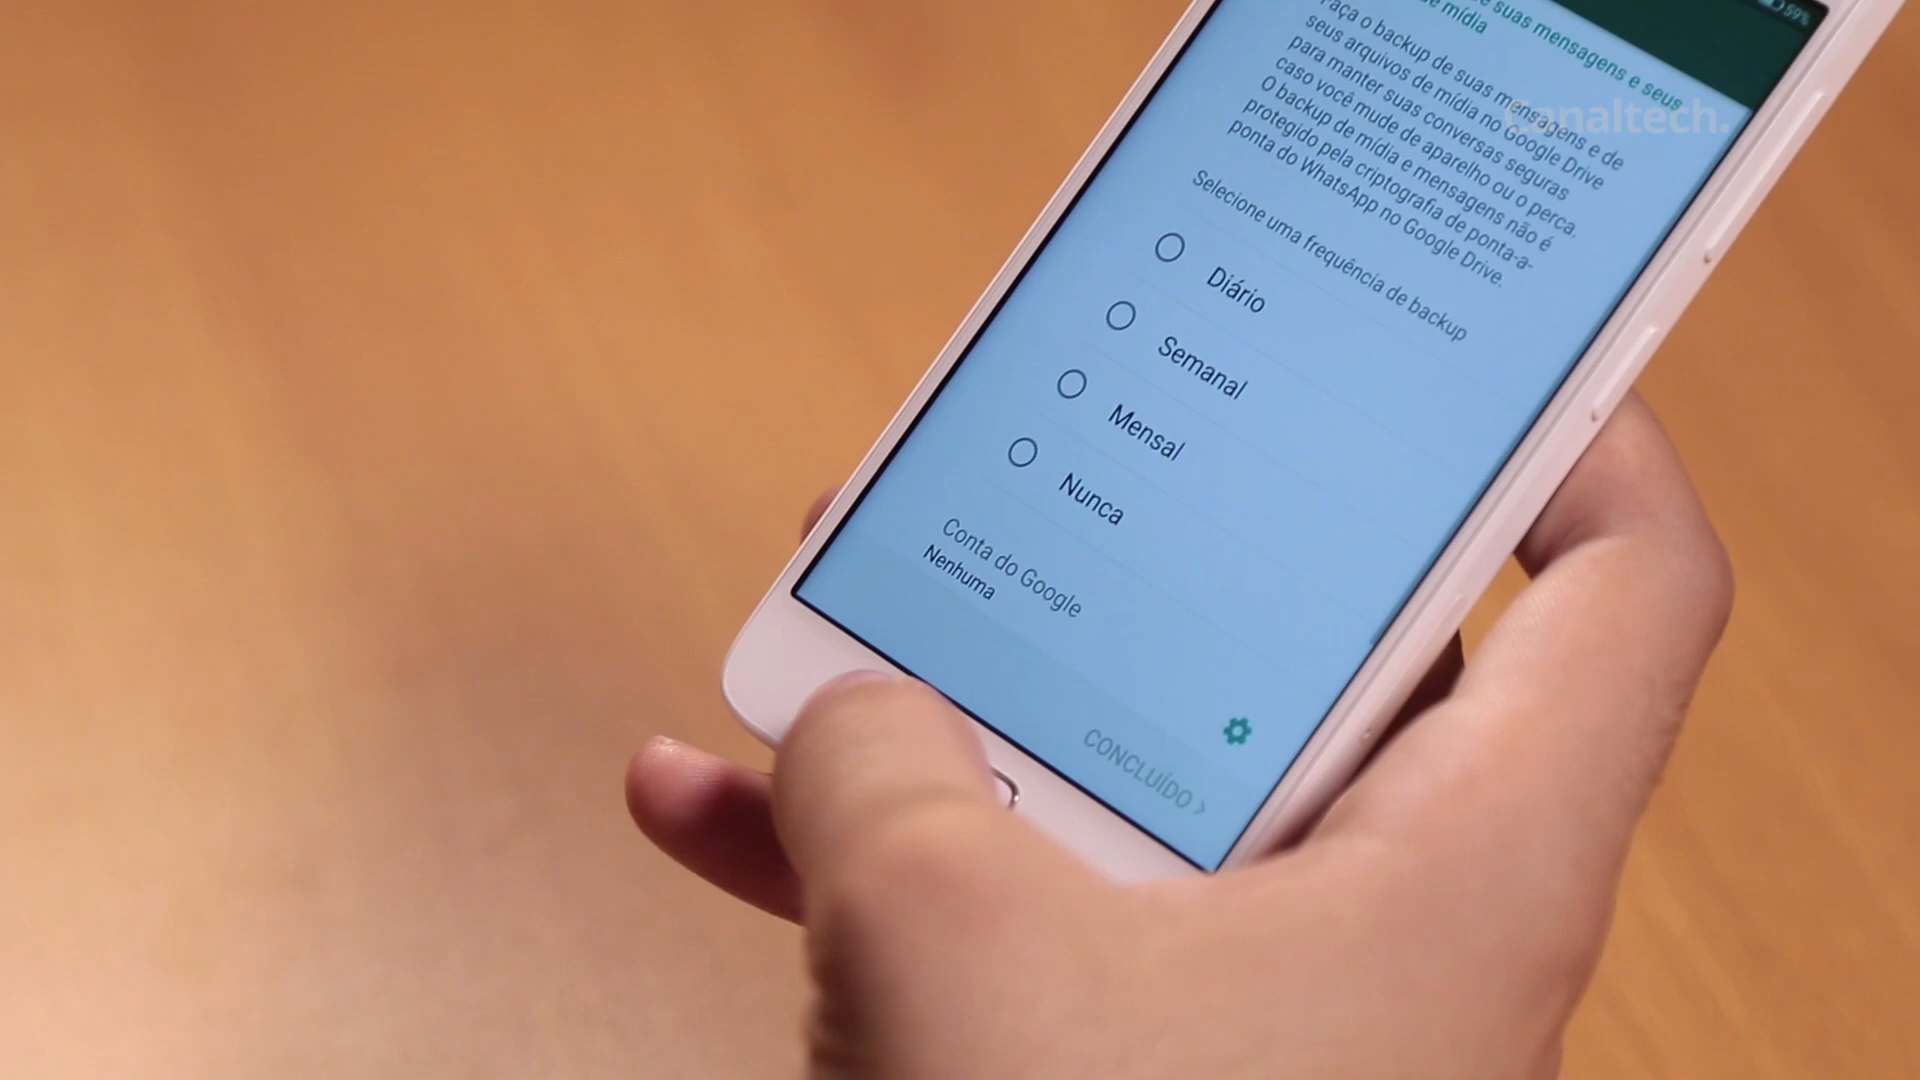 59%
suas mensagens e seus
de mídia
Faça o backup de suas mensagens e de
seus arquivos de mídia no Google Drive
para manter suas conversas seguras
caso você mude de aparelho ou o perca.
O backup de mídia e mensagens não é
protegido pela criptografia de ponta-a-
ponta do WhatsApp no Google Drive.
Canaltech.
Selecione uma frequência de backup
Diário
Semanal
Mensal
Nunca
Conta do Google
Nenhuma
CONCLUÍDO >